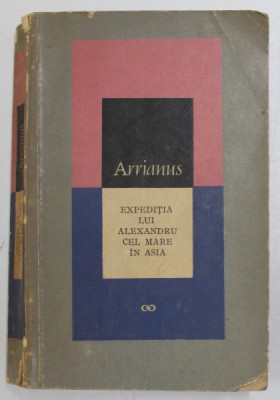 Arrianus
EXPEDIȚIA
LUI
ALEXANDRU
CEL MARE
ÎN ASIA